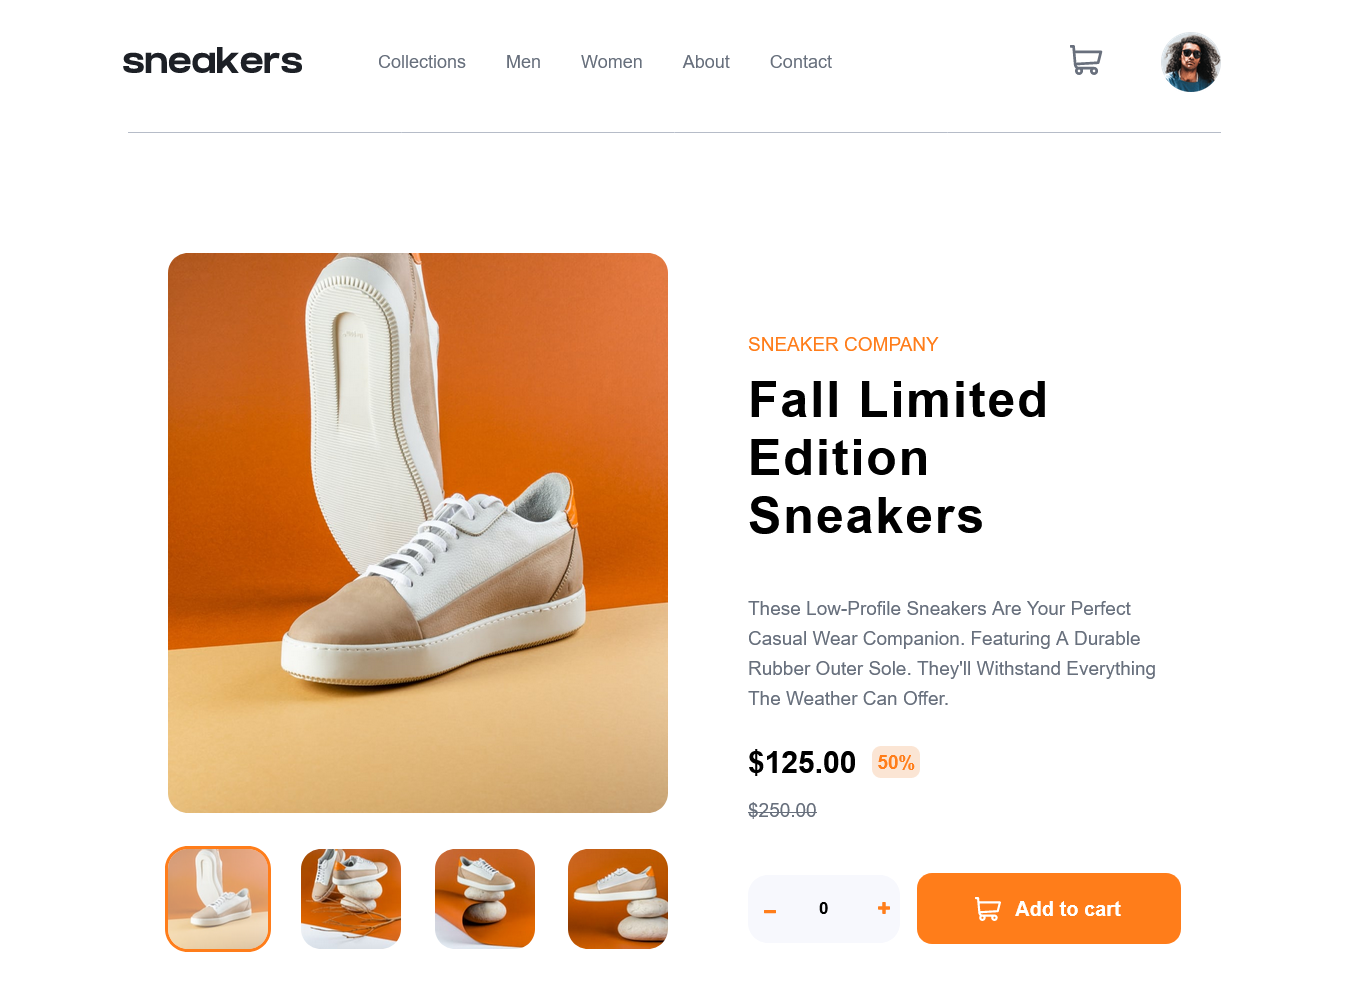 sneakers
Collections
Men
Women
About
Contact
SNEAKER COMPANY
Fall Limited
Edition
Sneakers
These Low-Profile Sneakers Are Your Perfect
Casual Wear Companion. Featuring A Durable
Rubber Outer Sole. They'll Withstand Everything
The Weather Can Offer.
$125.00 50%
$250.00
– 0 +
Add to cart